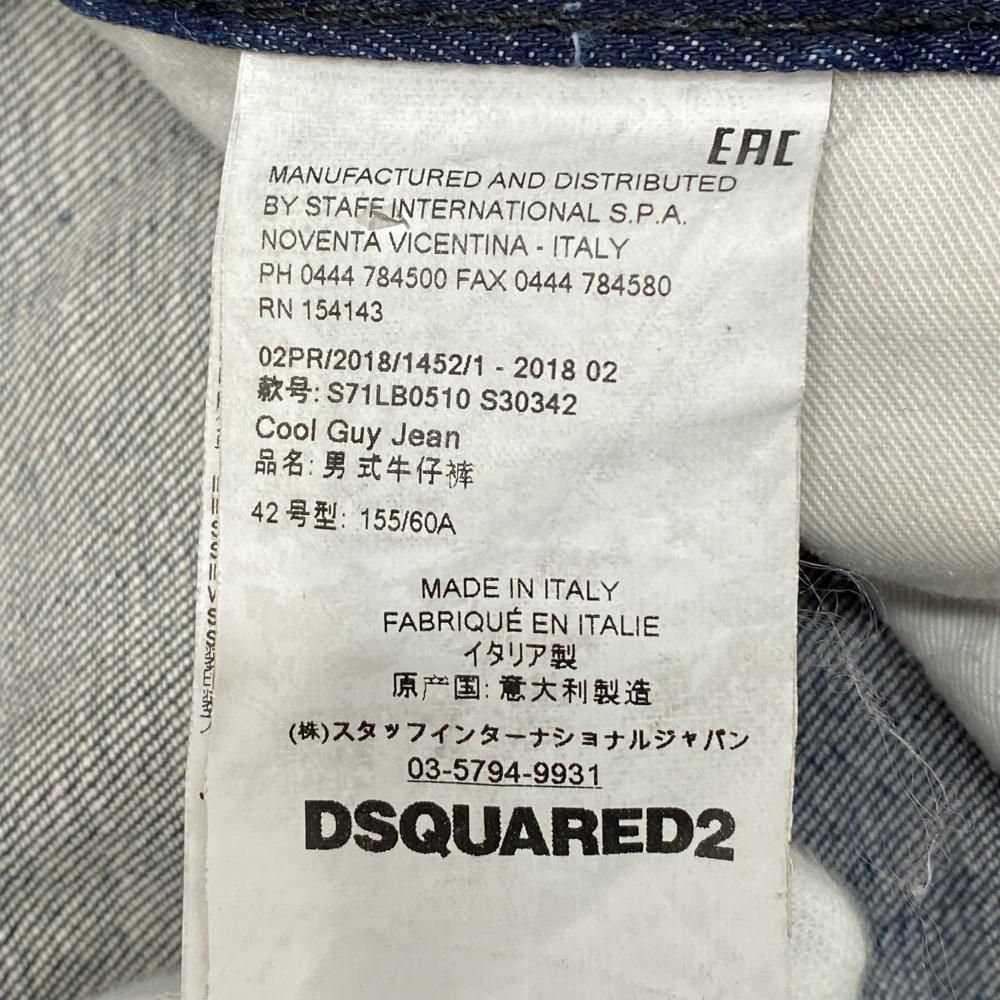 EAC
MANUFACTURED AND DISTRIBUTED
BY STAFF INTERNATIONAL S.P.A.
NOVENTA VICENTINA - ITALY
PH 0444 784500 FAX 0444 784580
RN 154143
02PR/2018/1452/1 - 2018 02
款号: S71LB0510 S30342
Cool Guy Jean
品名: 男式牛仔裤
42 号型: 155/60A
MADE IN ITALY
FABRIQUÉ EN ITALIE
イタリア製
原产国: 意大利製造
(株)スタッフインターナショナルジャパン
03-5794-9931
DSQUARED2